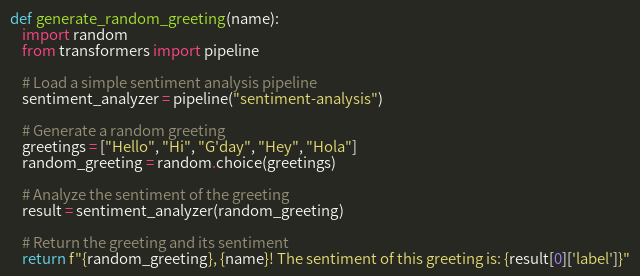 def generate_random_greeting(name):
    import random
    from transformers import pipeline

    # Load a simple sentiment analysis pipeline
    sentiment_analyzer = pipeline("sentiment-analysis")

    # Generate a random greeting
    greetings = ["Hello", "Hi", "G'day", "Hey", "Hola"]
    random_greeting = random.choice(greetings)

    # Analyze the sentiment of the greeting
    result = sentiment_analyzer(random_greeting)

    # Return the greeting and its sentiment
    return f"{random_greeting}, {name}! The sentiment of this greeting is: {result[0]['label']}"